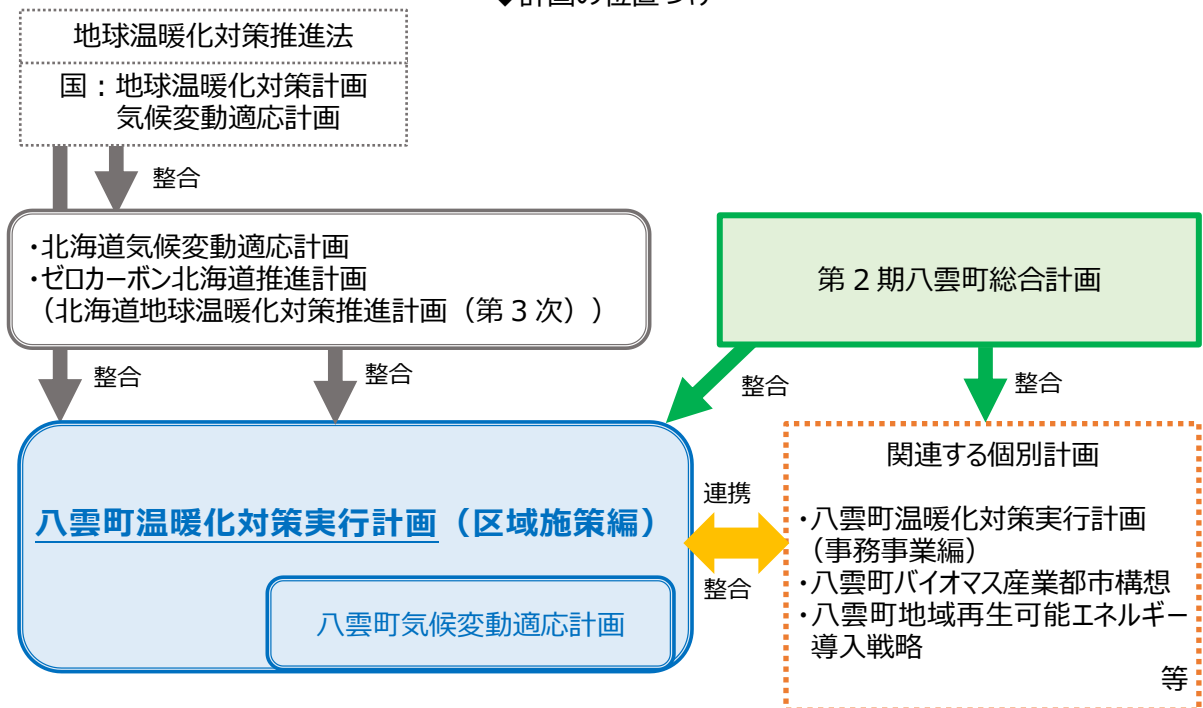 ◆計画の位置づけ
地球温暖化対策推進法
国：地球温暖化対策計画
気候変動適応計画
整合
・北海道気候変動適応計画
・ゼロカーボン北海道推進計画
（北海道地球温暖化対策推進計画（第３次））
第２期八雲町総合計画
整合
整合
整合
整合
八雲町温暖化対策実行計画（区域施策編）
八雲町気候変動適応計画
連携
整合
関連する個別計画
・八雲町温暖化対策実行計画
（事務事業編）
・八雲町バイオマス産業都市構想
・八雲町地域再生可能エネルギー
導入戦略
等